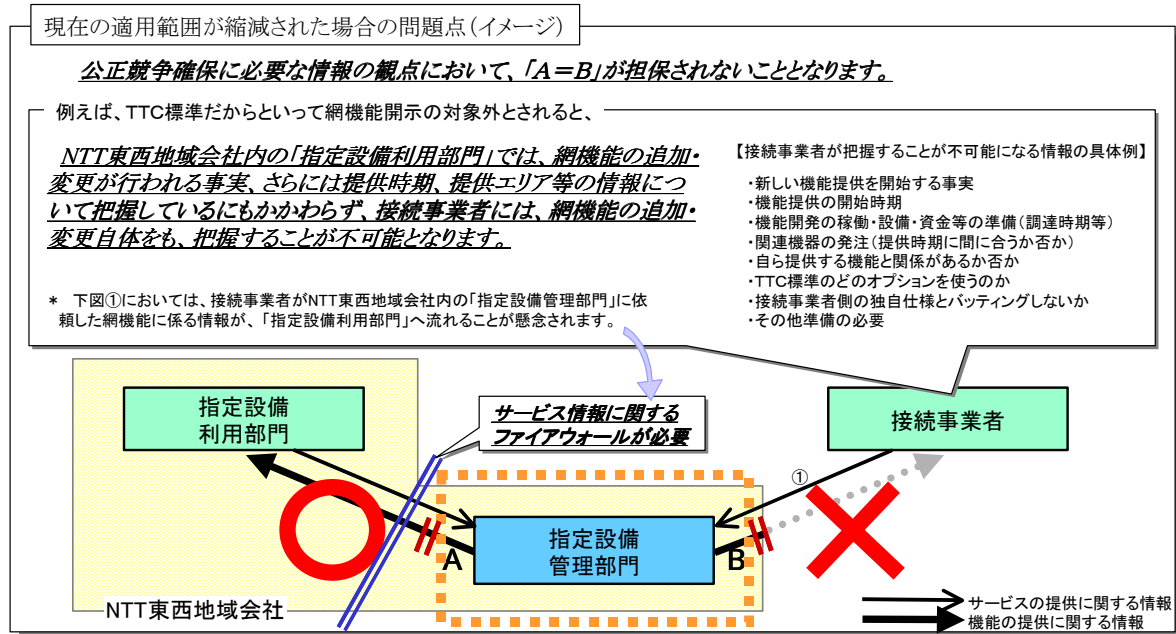 現在の適用範囲が縮減された場合の問題点(イメージ)
公正競争確保に必要な情報の観点において、「A=B」が担保されないこととなります。
例えば、TTC標準だからといって網機能開示の対象外とされると、
NTT東西地域会社内の「指定設備利用部門」では、網機能の追加・
変更が行われる事実、さらには提供時期、提供エリア等の情報につ
いて把握しているにもかかわらず、接続事業者には、網機能の追加・
変更自体をも、把握することが不可能となります。
* 下図①においては、接続事業者がNTT東西地域会社内の「指定設備管理部門」に依
頼した網機能に係る情報が、「指定設備利用部門」へ流れることが懸念されます。
【接続事業者が把握することが不可能になる情報の具体例】
・新しい機能提供を開始する事実
・機能提供の開始時期
・機能開発の稼働・設備・資金等の準備(調達時期等)
・関連機器の発注(提供時期に間に合うか否か)
・自ら提供する機能と関係があるか否か
・TTC標準のどのオプションを使うのか
・接続事業者側の独自仕様とバッティングしないか
・その他準備の必要
指定設備
利用部門
サービス情報に関する
ファイアウォールが必要
接続事業者
①
A
指定設備
管理部門
B
NTT東西地域会社
サービスの提供に関する情報
機能の提供に関する情報